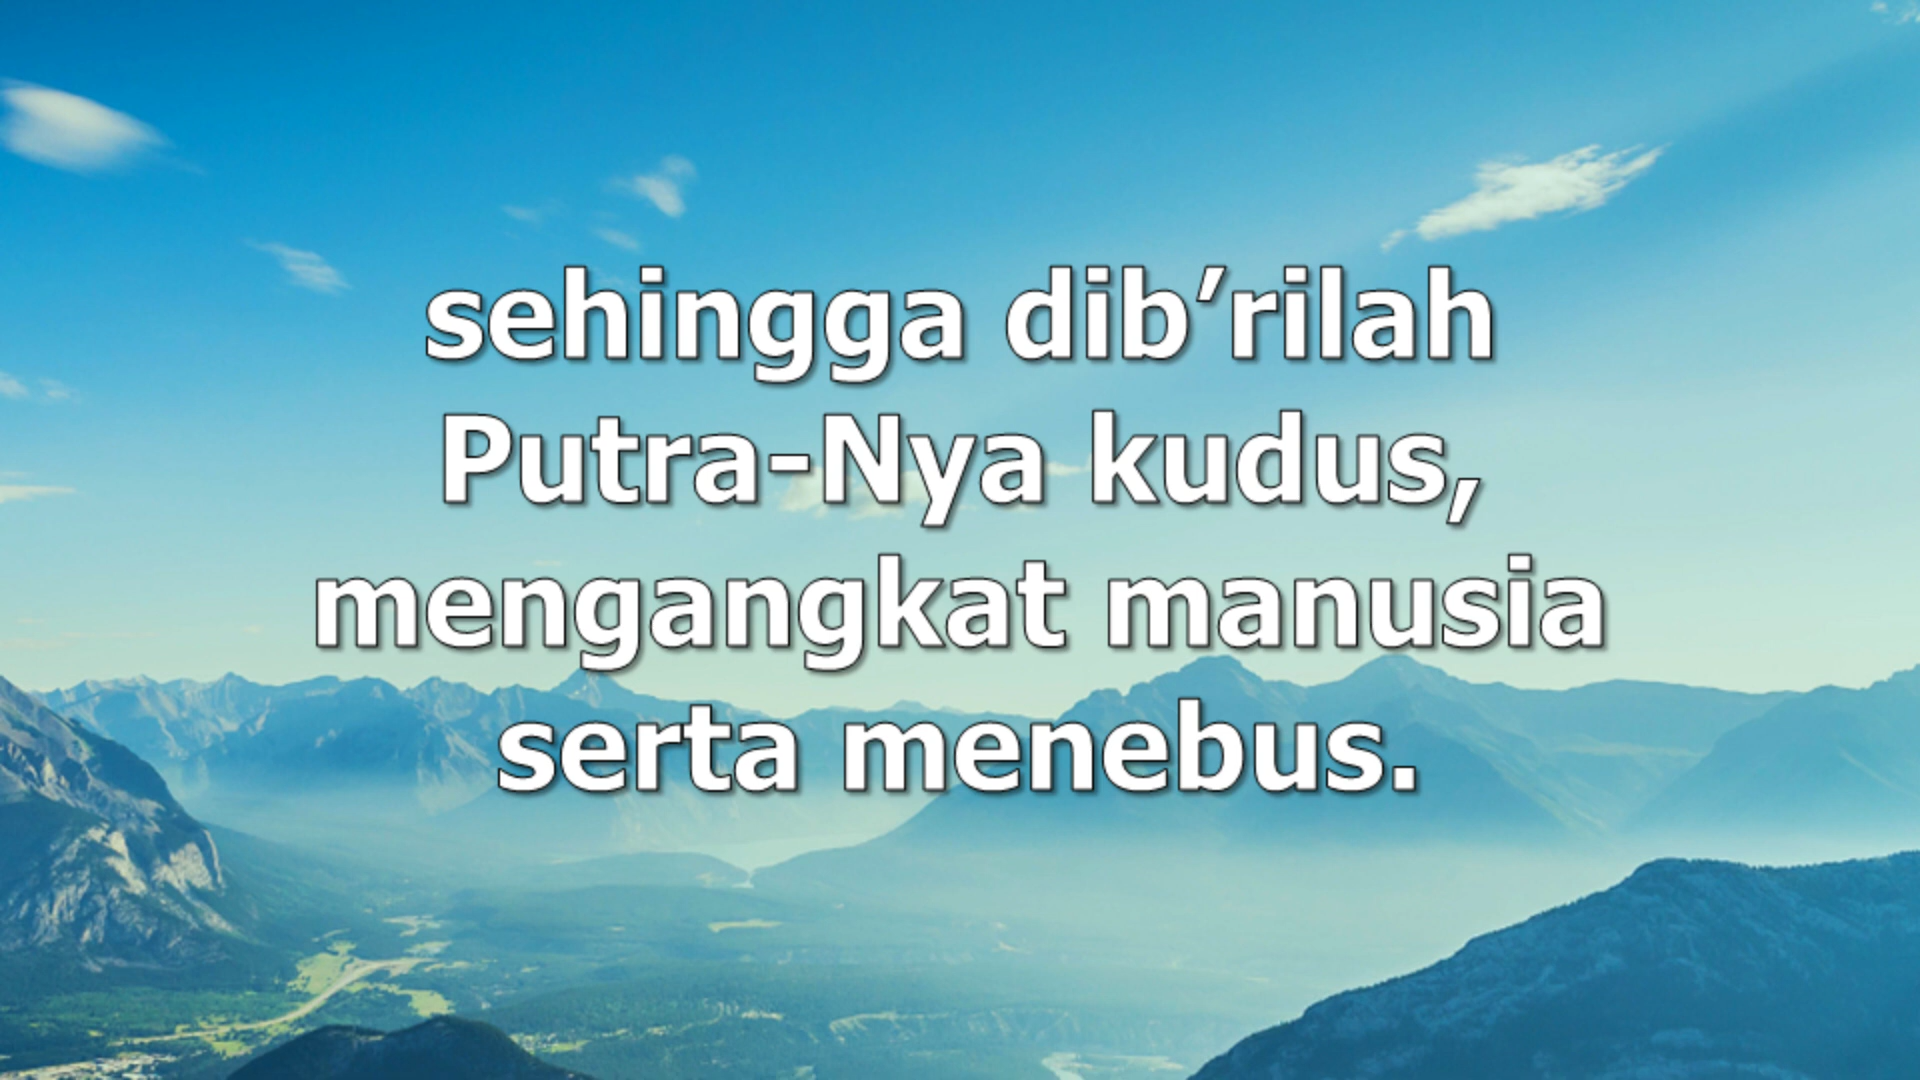 sehingga dib’rilah
Putra-Nya kudus,
mengangkat manusia
serta menebus.